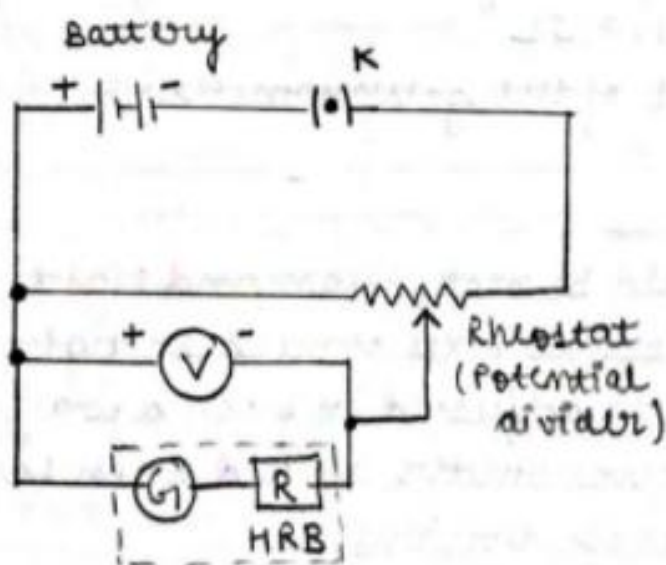 Battery
+ -
K
+ -
V
Rheostat
(Potential
divider)
G
R
HRB